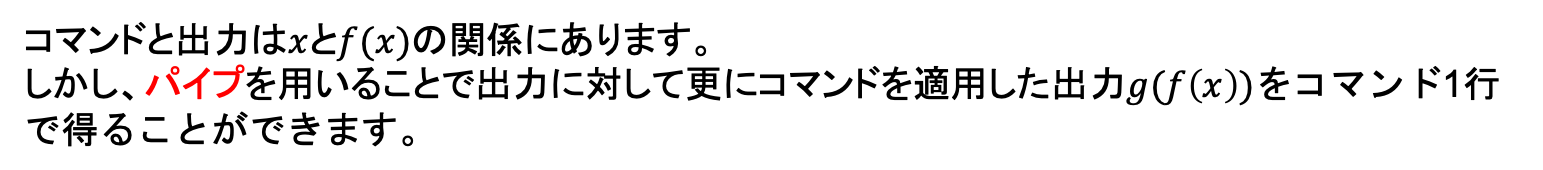 コマンドと出力は𝑥と𝑓(𝑥)の関係にあります。
しかし、パイプを用いることで出力に対して更にコマンドを適用した出力𝑔(𝑓(𝑥))をコマンド1行
で得ることができます。